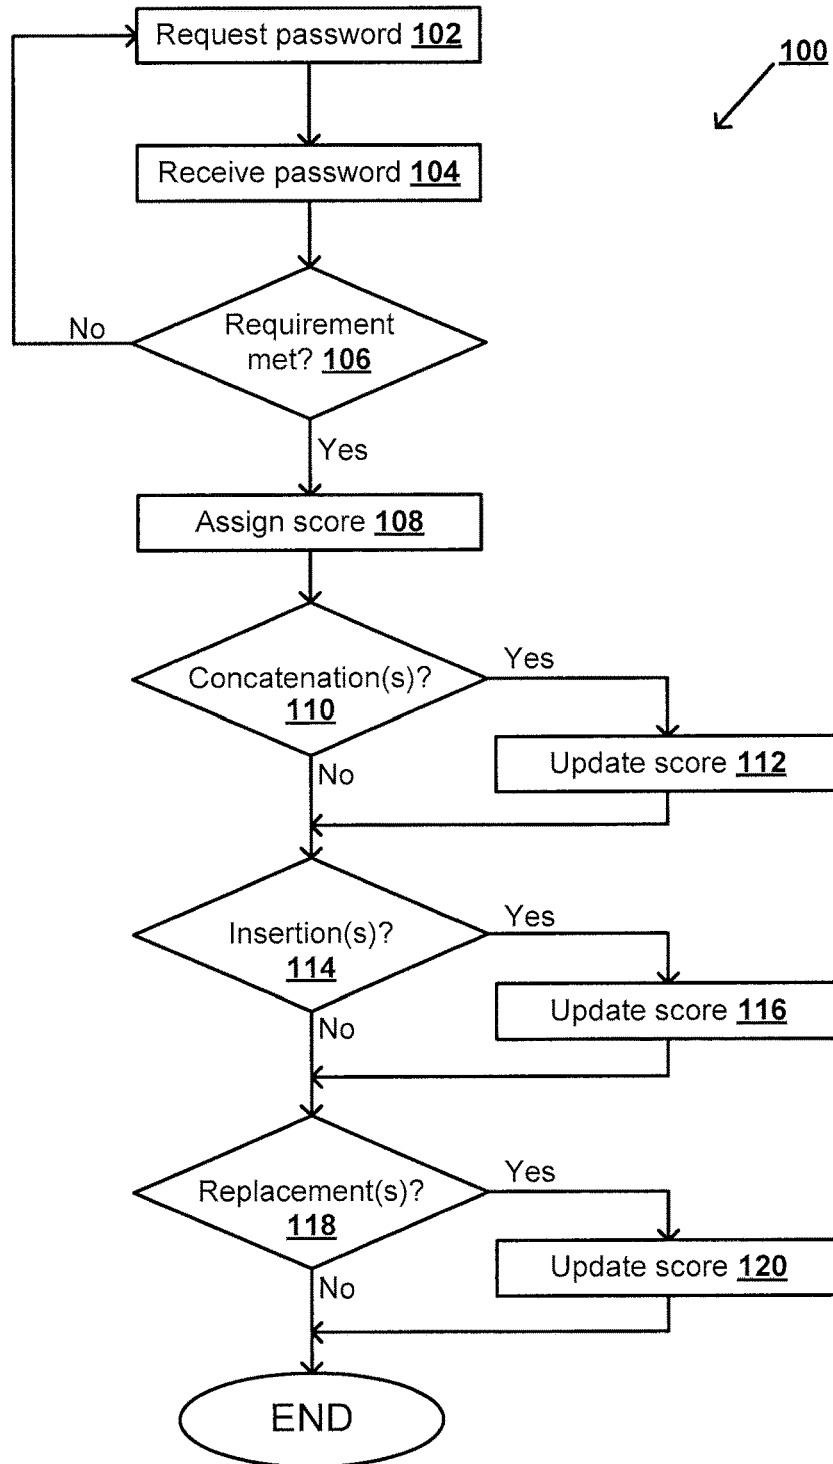 Request password 102
100
Receive password 104
Requirement
met? 106
No
Yes
Assign score 108
Concatenation(s)?
110
Yes
Update score 112
No
Insertion(s)?
114
Yes
Update score 116
No
Replacement(s)?
118
Yes
Update score 120
No
END